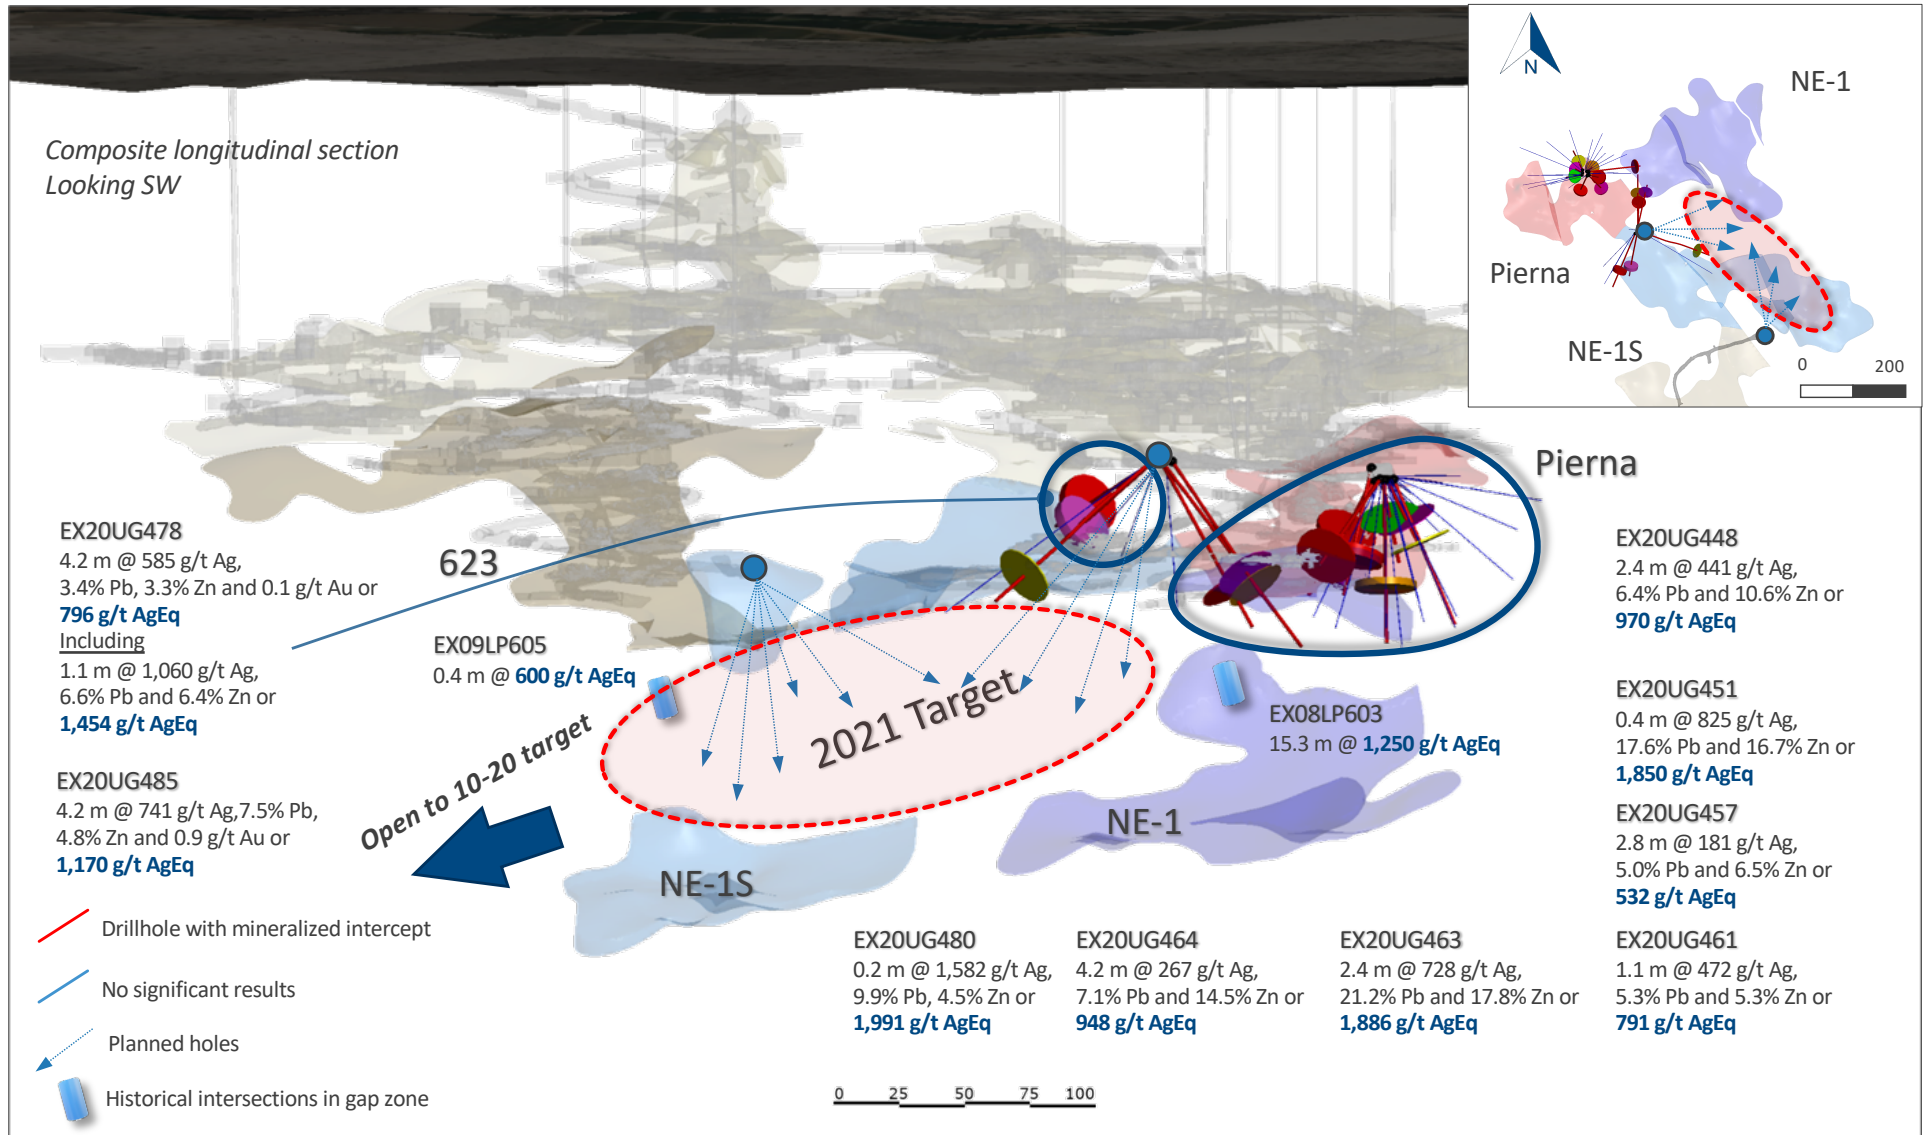 Composite longitudinal section
Looking SW
N
NE-1
Pierna
NE-1S
0 200
Pierna
623
EX20UG478
4.2 m @ 585 g/t Ag,
3.4% Pb, 3.3% Zn and 0.1 g/t Au or
796 g/t AgEq
Including
1.1 m @ 1,060 g/t Ag,
6.6% Pb and 6.4% Zn or
1,454 g/t AgEq
EX20UG485
4.2 m @ 741 g/t Ag,7.5% Pb,
4.8% Zn and 0.9 g/t Au or
1,170 g/t AgEq
EX09LP605
0.4 m @ 600 g/t AgEq
Open to 10-20 target
2021 Target
EX08LP603
15.3 m @ 1,250 g/t AgEq
NE-1
NE-1S
EX20UG448
2.4 m @ 441 g/t Ag,
6.4% Pb and 10.6% Zn or
970 g/t AgEq
EX20UG451
0.4 m @ 825 g/t Ag,
17.6% Pb and 16.7% Zn or
1,850 g/t AgEq
EX20UG457
2.8 m @ 181 g/t Ag,
5.0% Pb and 6.5% Zn or
532 g/t AgEq
EX20UG480
0.2 m @ 1,582 g/t Ag,
9.9% Pb, 4.5% Zn or
1,991 g/t AgEq
EX20UG464
4.2 m @ 267 g/t Ag,
7.1% Pb and 14.5% Zn or
948 g/t AgEq
EX20UG463
2.4 m @ 728 g/t Ag,
21.2% Pb and 17.8% Zn or
1,886 g/t AgEq
EX20UG461
1.1 m @ 472 g/t Ag,
5.3% Pb and 5.3% Zn or
791 g/t AgEq
Drillhole with mineralized intercept
No significant results
Planned holes
Historical intersections in gap zone
0 25 50 75 100